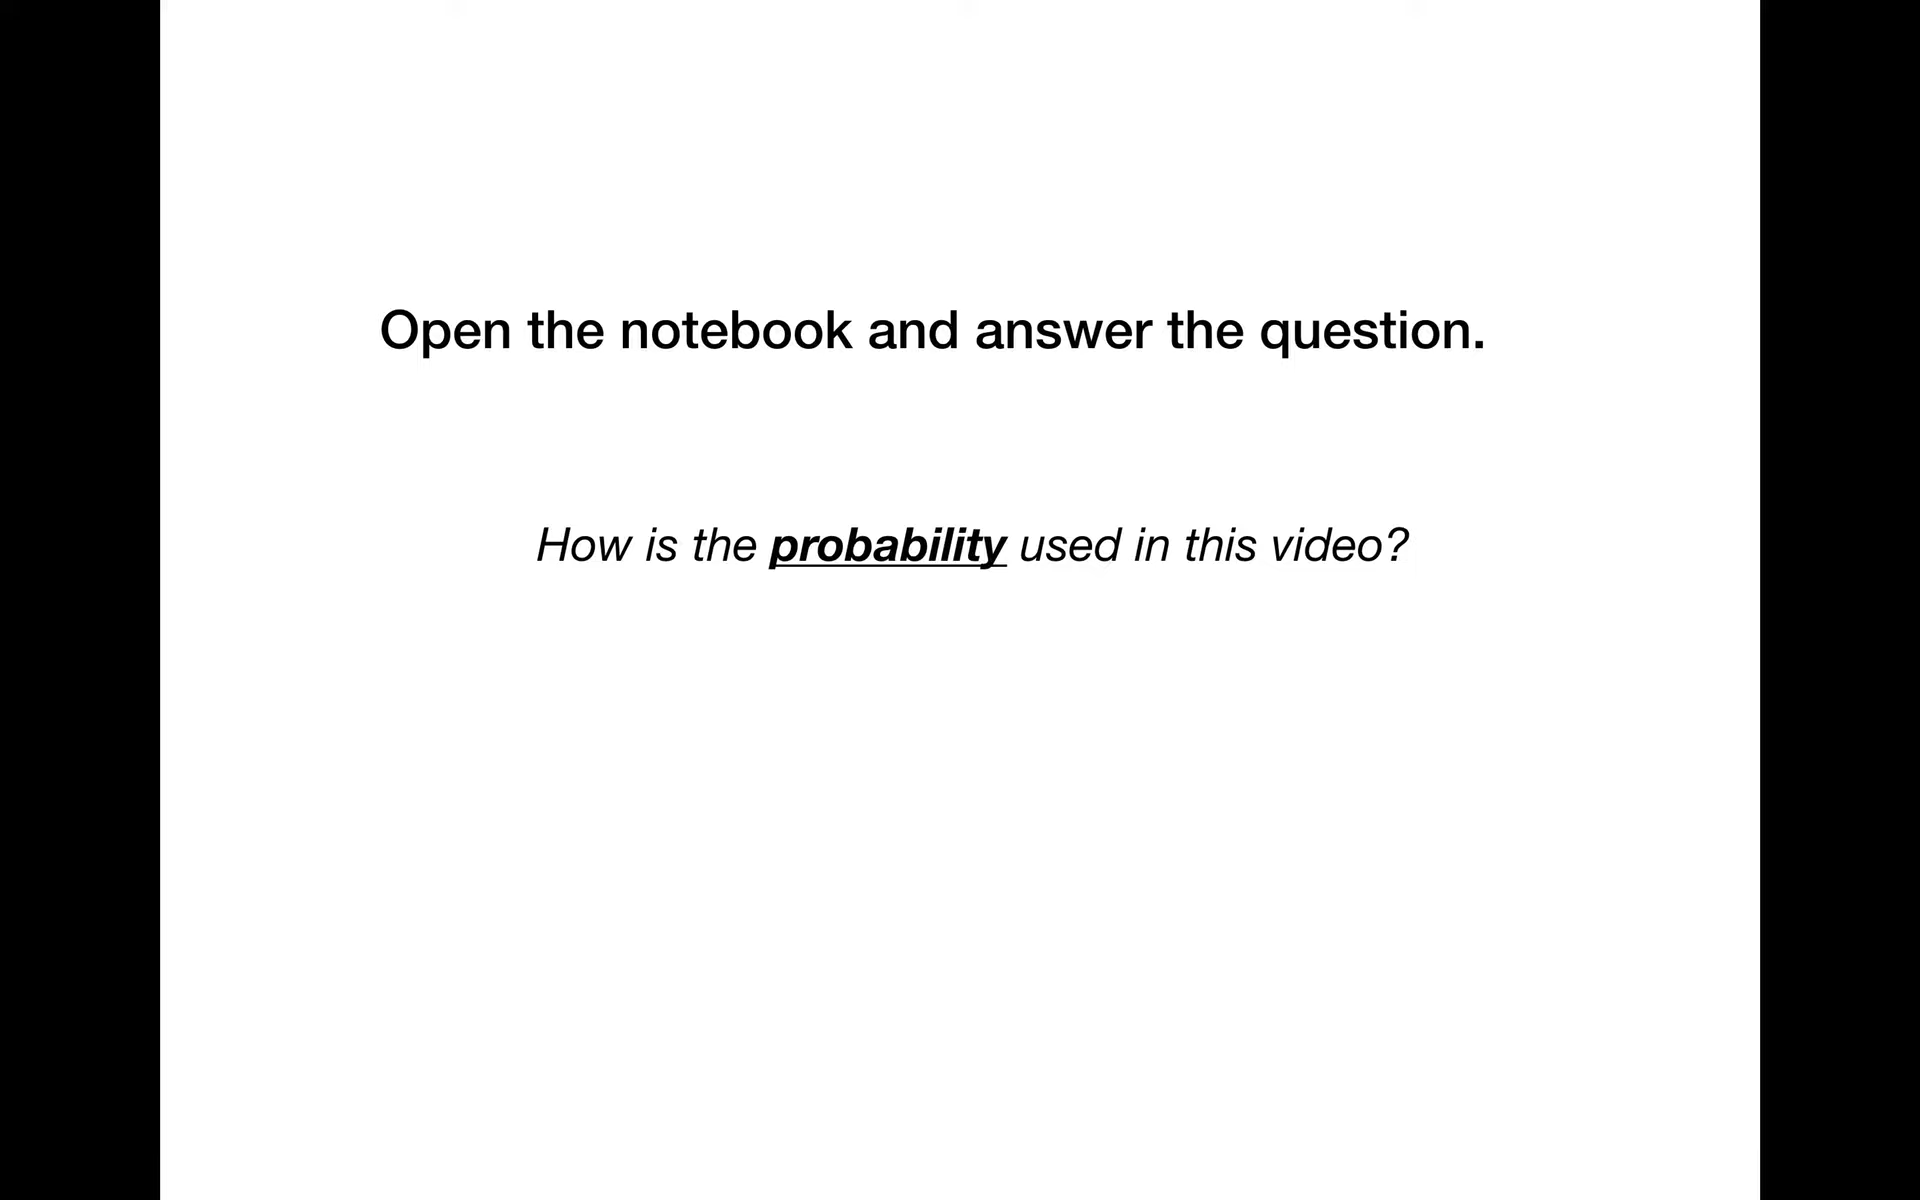 Open the notebook and answer the question.
How is the probability used in this video?